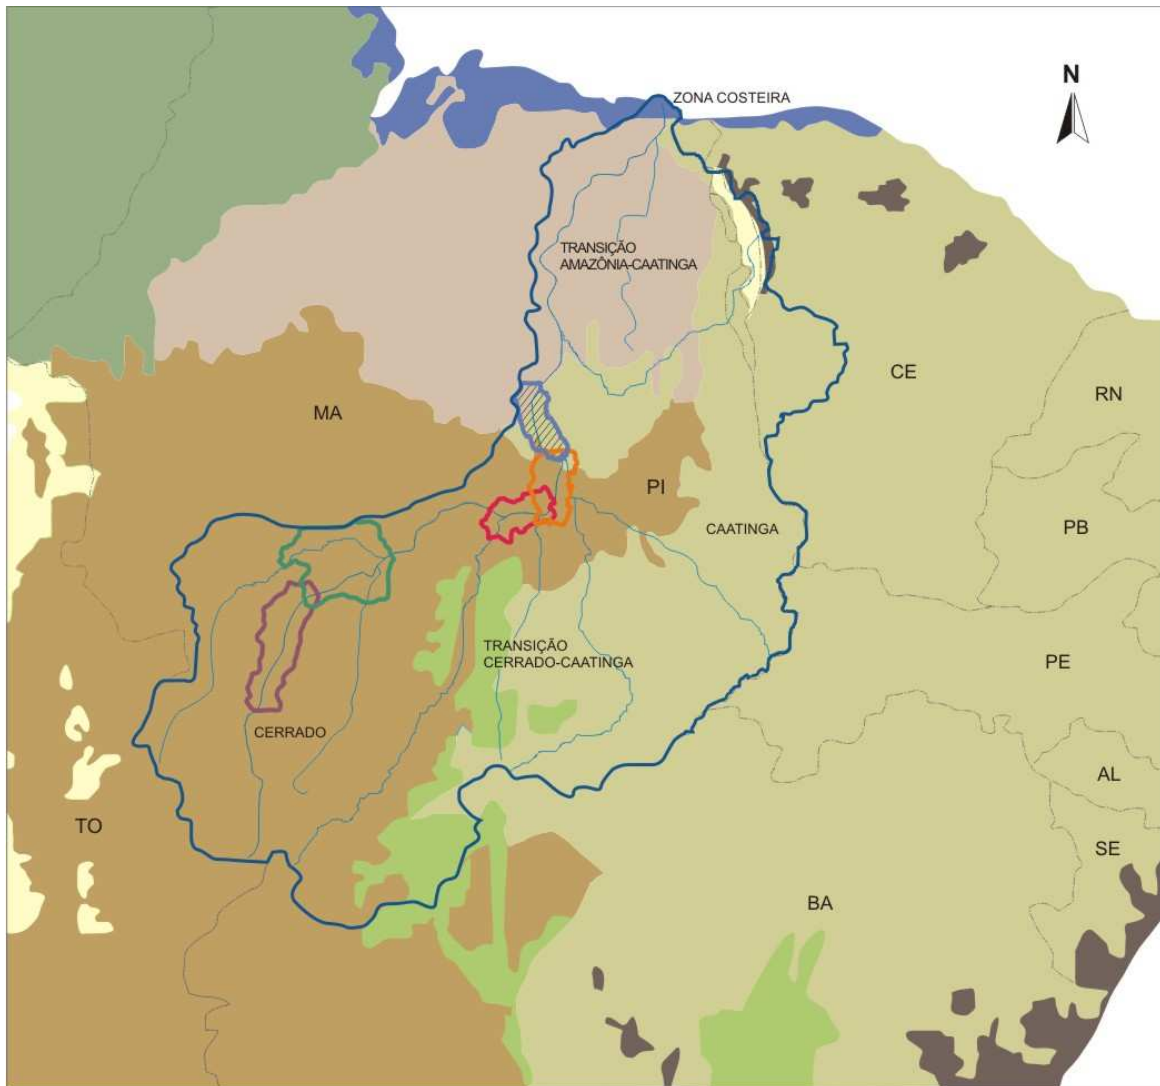 N
ZONA COSTEIRA
TRANSIÇÃO
AMAZÔNIA-CAATINGA
CE
RN
MA
PI
CAATINGA
PB
TRANSIÇÃO
CERRADO-CAATINGA
PE
CERRADO
AL
TO
SE
BA